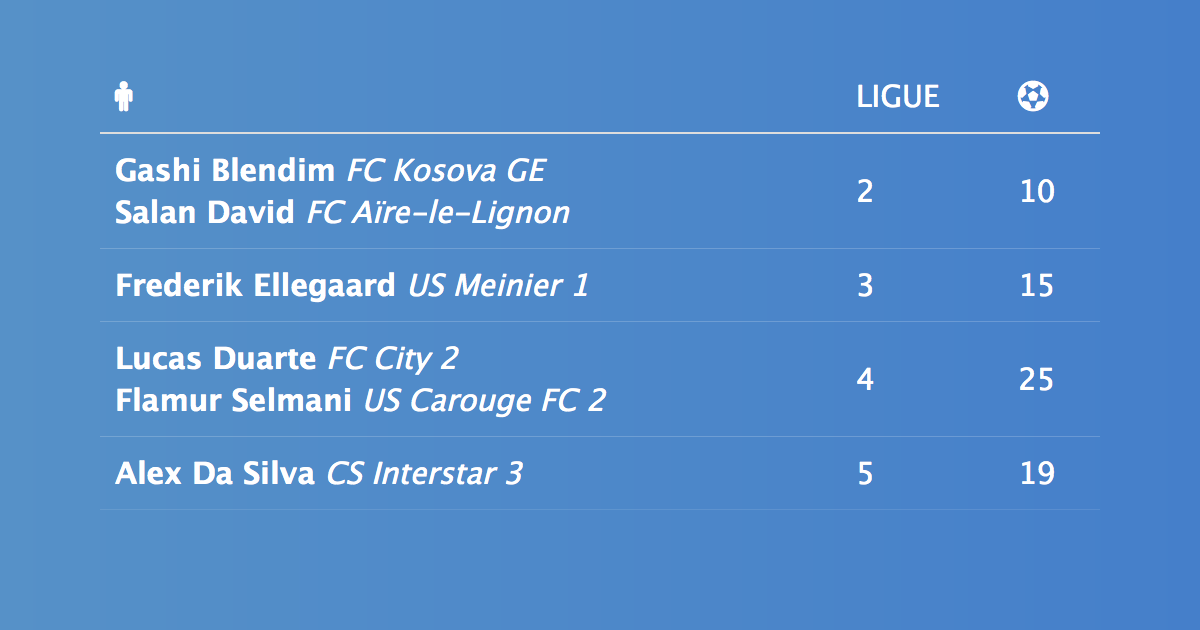 LIGUE
Gashi Blendim FC Kosova GE
Salan David FC Aïre-le-Lignon
2 10
Frederik Ellegaard US Meinier 1 3 15
Lucas Duarte FC City 2
Flamur Selmani US Carouge FC 2
4 25
Alex Da Silva CS Interstar 3 5 19